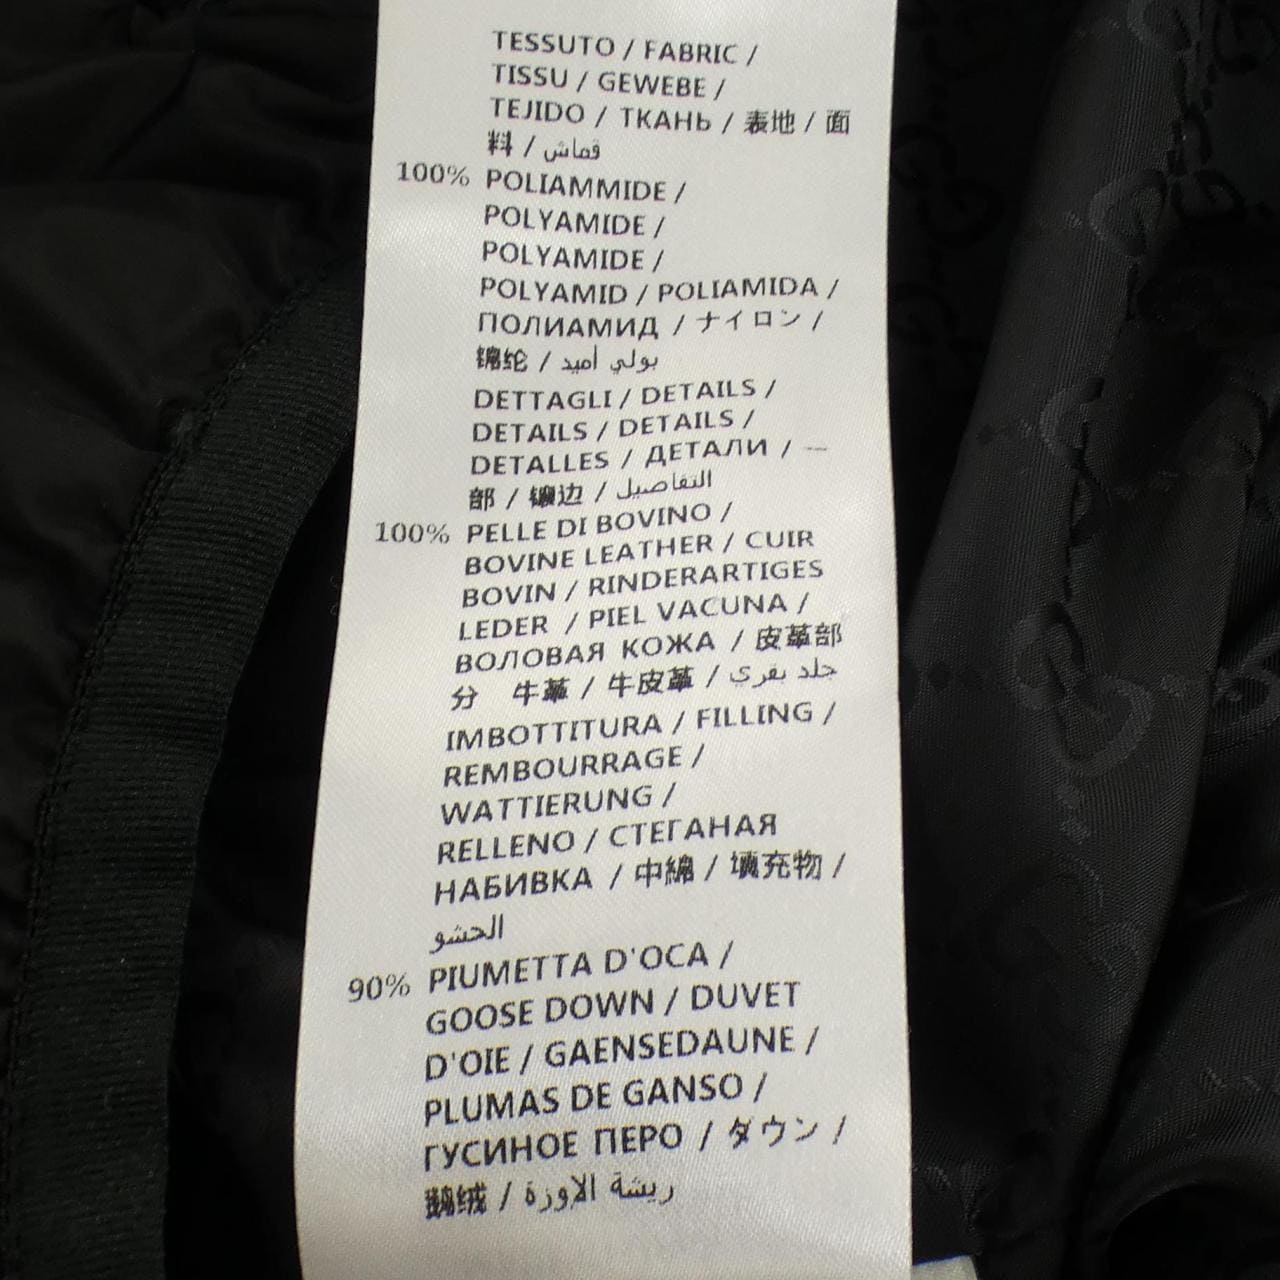 TESSUTO / FABRIC /
TISSU / GEWEBE /
TEJIDO / ТКАНЬ / 表地 / 面
料 / قماش
100% POLIAMMIDE /
POLYAMIDE /
POLYAMIDE /
POLYAMID / POLIAMIDA /
ПОЛИАМИД / ナイロン /
锦纶 / بولي أميد
DETTAGLI / DETAILS /
DETAILS / DETAILS /
DETALLES / ДЕТАЛИ / 一
部 / 镶边 / التفاصيل
100% PELLE DI BOVINO /
BOVINE LEATHER / CUIR
BOVIN / RINDERARTIGES
LEDER / PIEL VACUNA /
ВОЛОВАЯ КОЖА / 皮革部
分 牛革 / 牛皮革 / جلد بقري
IMBOTTITURA / FILLING /
REMBOURRAGE /
WATTIERUNG /
RELLENO / СТЕГАНАЯ
НАБИВКА / 中綿 / 填充物 /
الحشو
90% PIUMETTA D'OCA /
GOOSE DOWN / DUVET
D'OIE / GAENSEDAUNE /
PLUMAS DE GANSO /
ГУСИНОЕ ПЕРО / ダウン /
鹅绒 / ريشة الإوزة